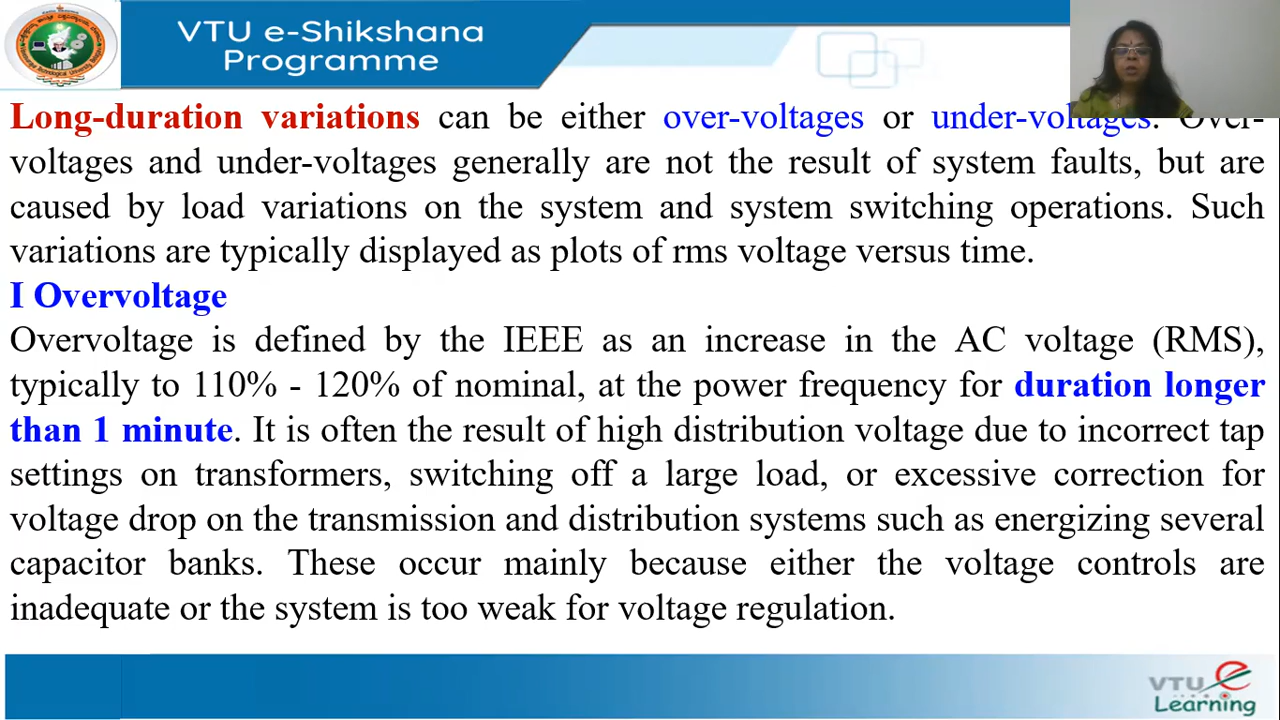 VTU e-Shikshana
Programme
Long-duration variations can be either over-voltages or under-voltages. Over-
voltages and under-voltages generally are not the result of system faults, but are
caused by load variations on the system and system switching operations. Such
variations are typically displayed as plots of rms voltage versus time.
I Overvoltage
Overvoltage is defined by the IEEE as an increase in the AC voltage (RMS),
typically to 110% - 120% of nominal, at the power frequency for duration longer
than 1 minute. It is often the result of high distribution voltage due to incorrect tap
settings on transformers, switching off a large load, or excessive correction for
voltage drop on the transmission and distribution systems such as energizing several
capacitor banks. These occur mainly because either the voltage controls are
inadequate or the system is too weak for voltage regulation.
VTU e
Learning